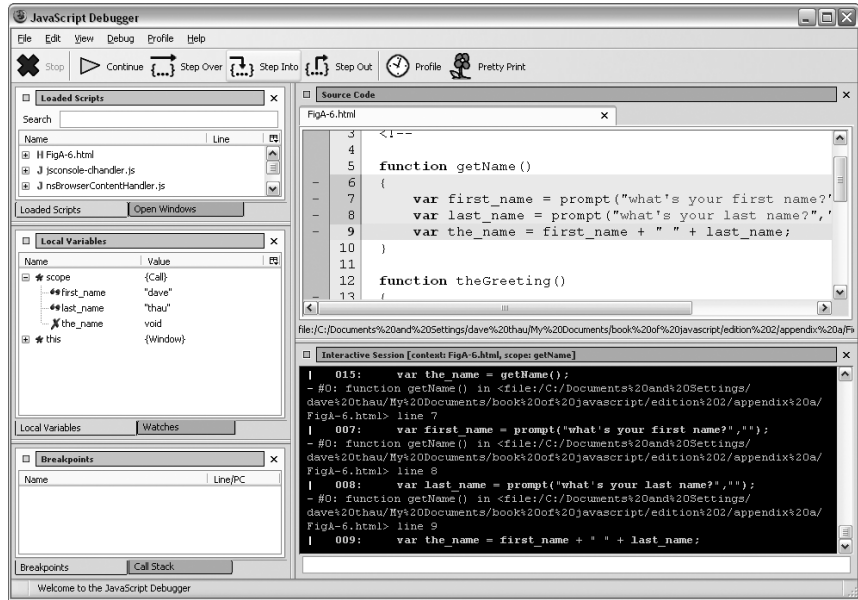 JavaScript Debugger
File Edit View Debug Profile Help
Stop Continue Step Over Step Into Step Out Profile Pretty Print
Loaded Scripts
Search
Name Line
H FigA-6.html
J jsconsole-clhandler.js
J nsBrowserContentHandler.js
Loaded Scripts Open Windows
Local Variables
Name Value
scope {Call}
first_name "dave"
last_name "thau"
the_name void
this {Window}
Local Variables Watches
Breakpoints
Name Line/PC
Breakpoints Call Stack
Source Code
FigA-6.html
3 <!--
4
5 function getName()
- 6 {
- 7 var first_name = prompt("what's your first name?"
- 8 var last_name = prompt("what's your last name?",'
- 9 var the_name = first_name + " " + last_name;
10 }
11
12 function theGreeting()
- 13 {
file:/C:/Documents%20and%20Settings/dave%20thau/My%20Documents/book%20of%20javascript/edition%202/appendix%20a/Fi
Interactive Session [context: FigA-6.html, scope: getName]
| 015: var the_name = getName();
- #0: function getName() in <file:/C:/Documents%20and%20Settings/
dave%20thau/My%20Documents/book%20of%20javascript/edition%202/appendix%20a/
FigA-6.html> line 7
| 007: var first_name = prompt("what's your first name?","");
- #0: function getName() in <file:/C:/Documents%20and%20Settings/
dave%20thau/My%20Documents/book%20of%20javascript/edition%202/appendix%20a/
FigA-6.html> line 8
| 008: var last_name = prompt("what's your last name?","");
- #0: function getName() in <file:/C:/Documents%20and%20Settings/
dave%20thau/My%20Documents/book%20of%20javascript/edition%202/appendix%20a/
FigA-6.html> line 9
| 009: var the_name = first_name + " " + last_name;
Welcome to the JavaScript Debugger